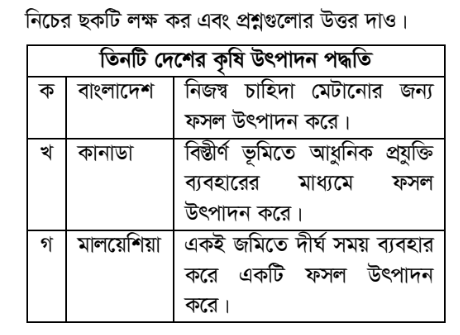 নিচের ছকটি লক্ষ কর এবং প্রশ্নগুলোর উত্তর দাও।
তিনটি দেশের কৃষি উৎপাদন পদ্ধতি
ক বাংলাদেশ নিজস্ব চাহিদা মেটানোর জন্য
ফসল উৎপাদন করে।
খ কানাডা বিস্তীর্ণ ভূমিতে আধুনিক প্রযুক্তি
ব্যবহারের মাধ্যমে ফসল
উৎপাদন করে।
গ মালয়েশিয়া একই জমিতে দীর্ঘ সময় ব্যবহার
করে একটি ফসল উৎপাদন
করে।